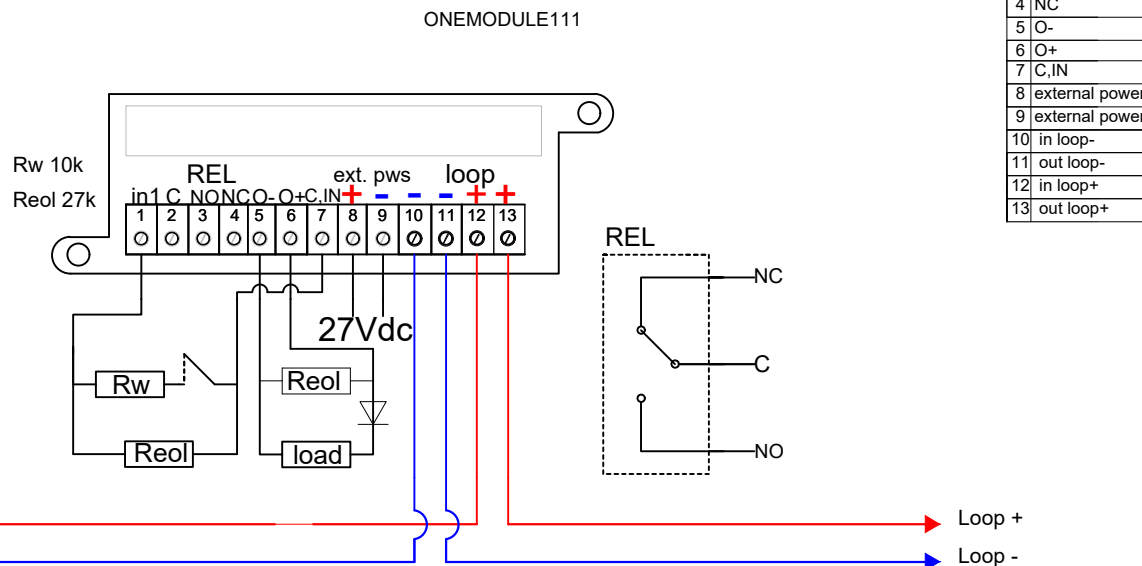 ONEMODULE111
4 NC
5 O-
6 O+
7 C,IN
8 external power
9 external power
10 in loop-
11 out loop-
12 in loop+
13 out loop+
Rw 10k
Reol 27k
REL
ext. pws
loop
in1 C NO NC O- O+ C,IN + - - - + +
1 2 3 4 5 6 7 8 9 10 11 12 13
27Vdc
Rw
Reol
Reol
load
REL
NC
C
NO
Loop +
Loop -